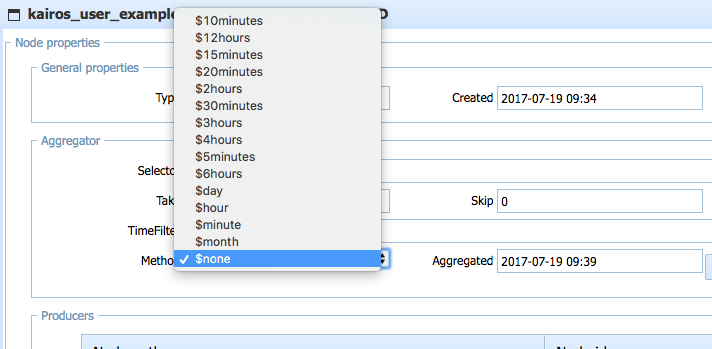 kairos_user_example D
Node properties
General properties
Typ
Created 2017-07-19 09:34
Aggregator
Selecto
Tak
Skip 0
TimeFilte
Metho
Aggregated 2017-07-19 09:39
$10minutes
$12hours
$15minutes
$20minutes
$2hours
$30minutes
$3hours
$4hours
$5minutes
$6hours
$day
$hour
$minute
$month
✓ $none
Producers